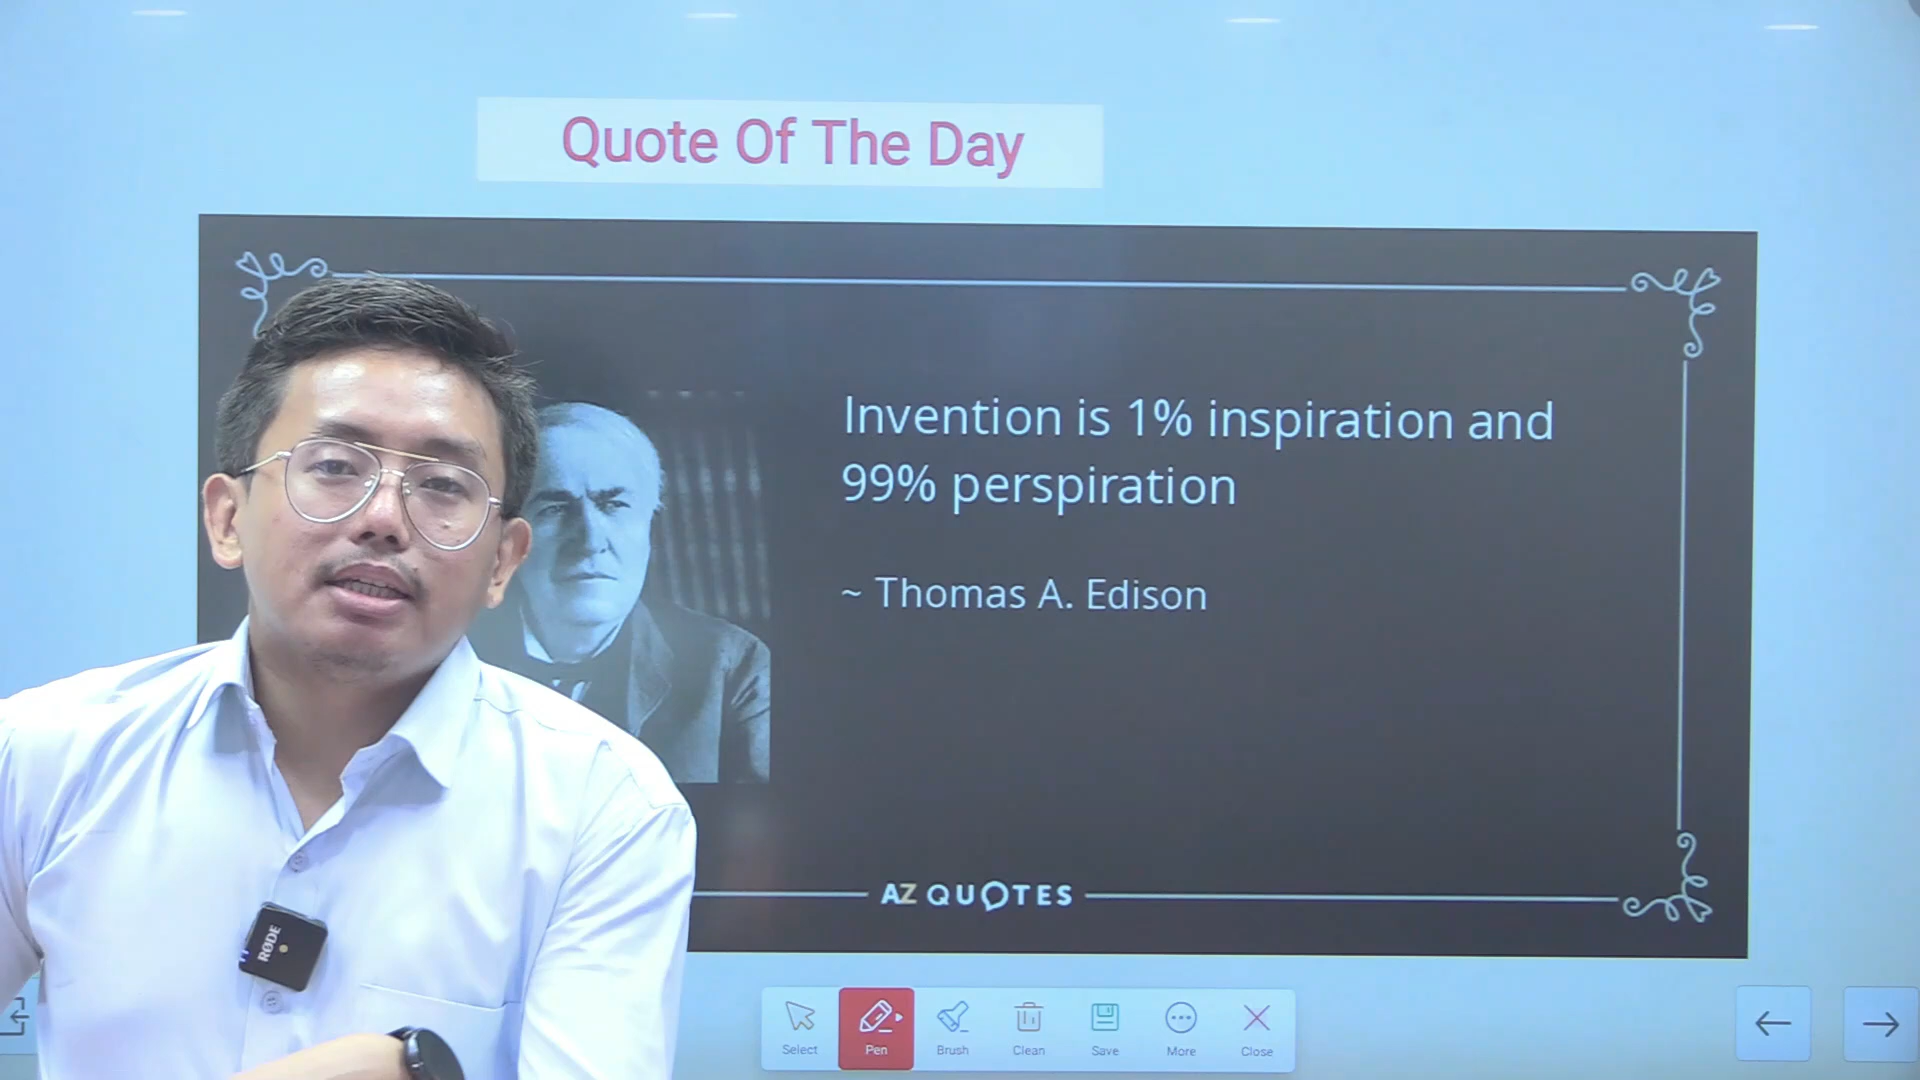 Quote Of The Day
Invention is 1% inspiration and
99% perspiration
~ Thomas A. Edison
AZ QUOTES
RØDE
Select
Pen
Brush
Clean
Save
More
Close